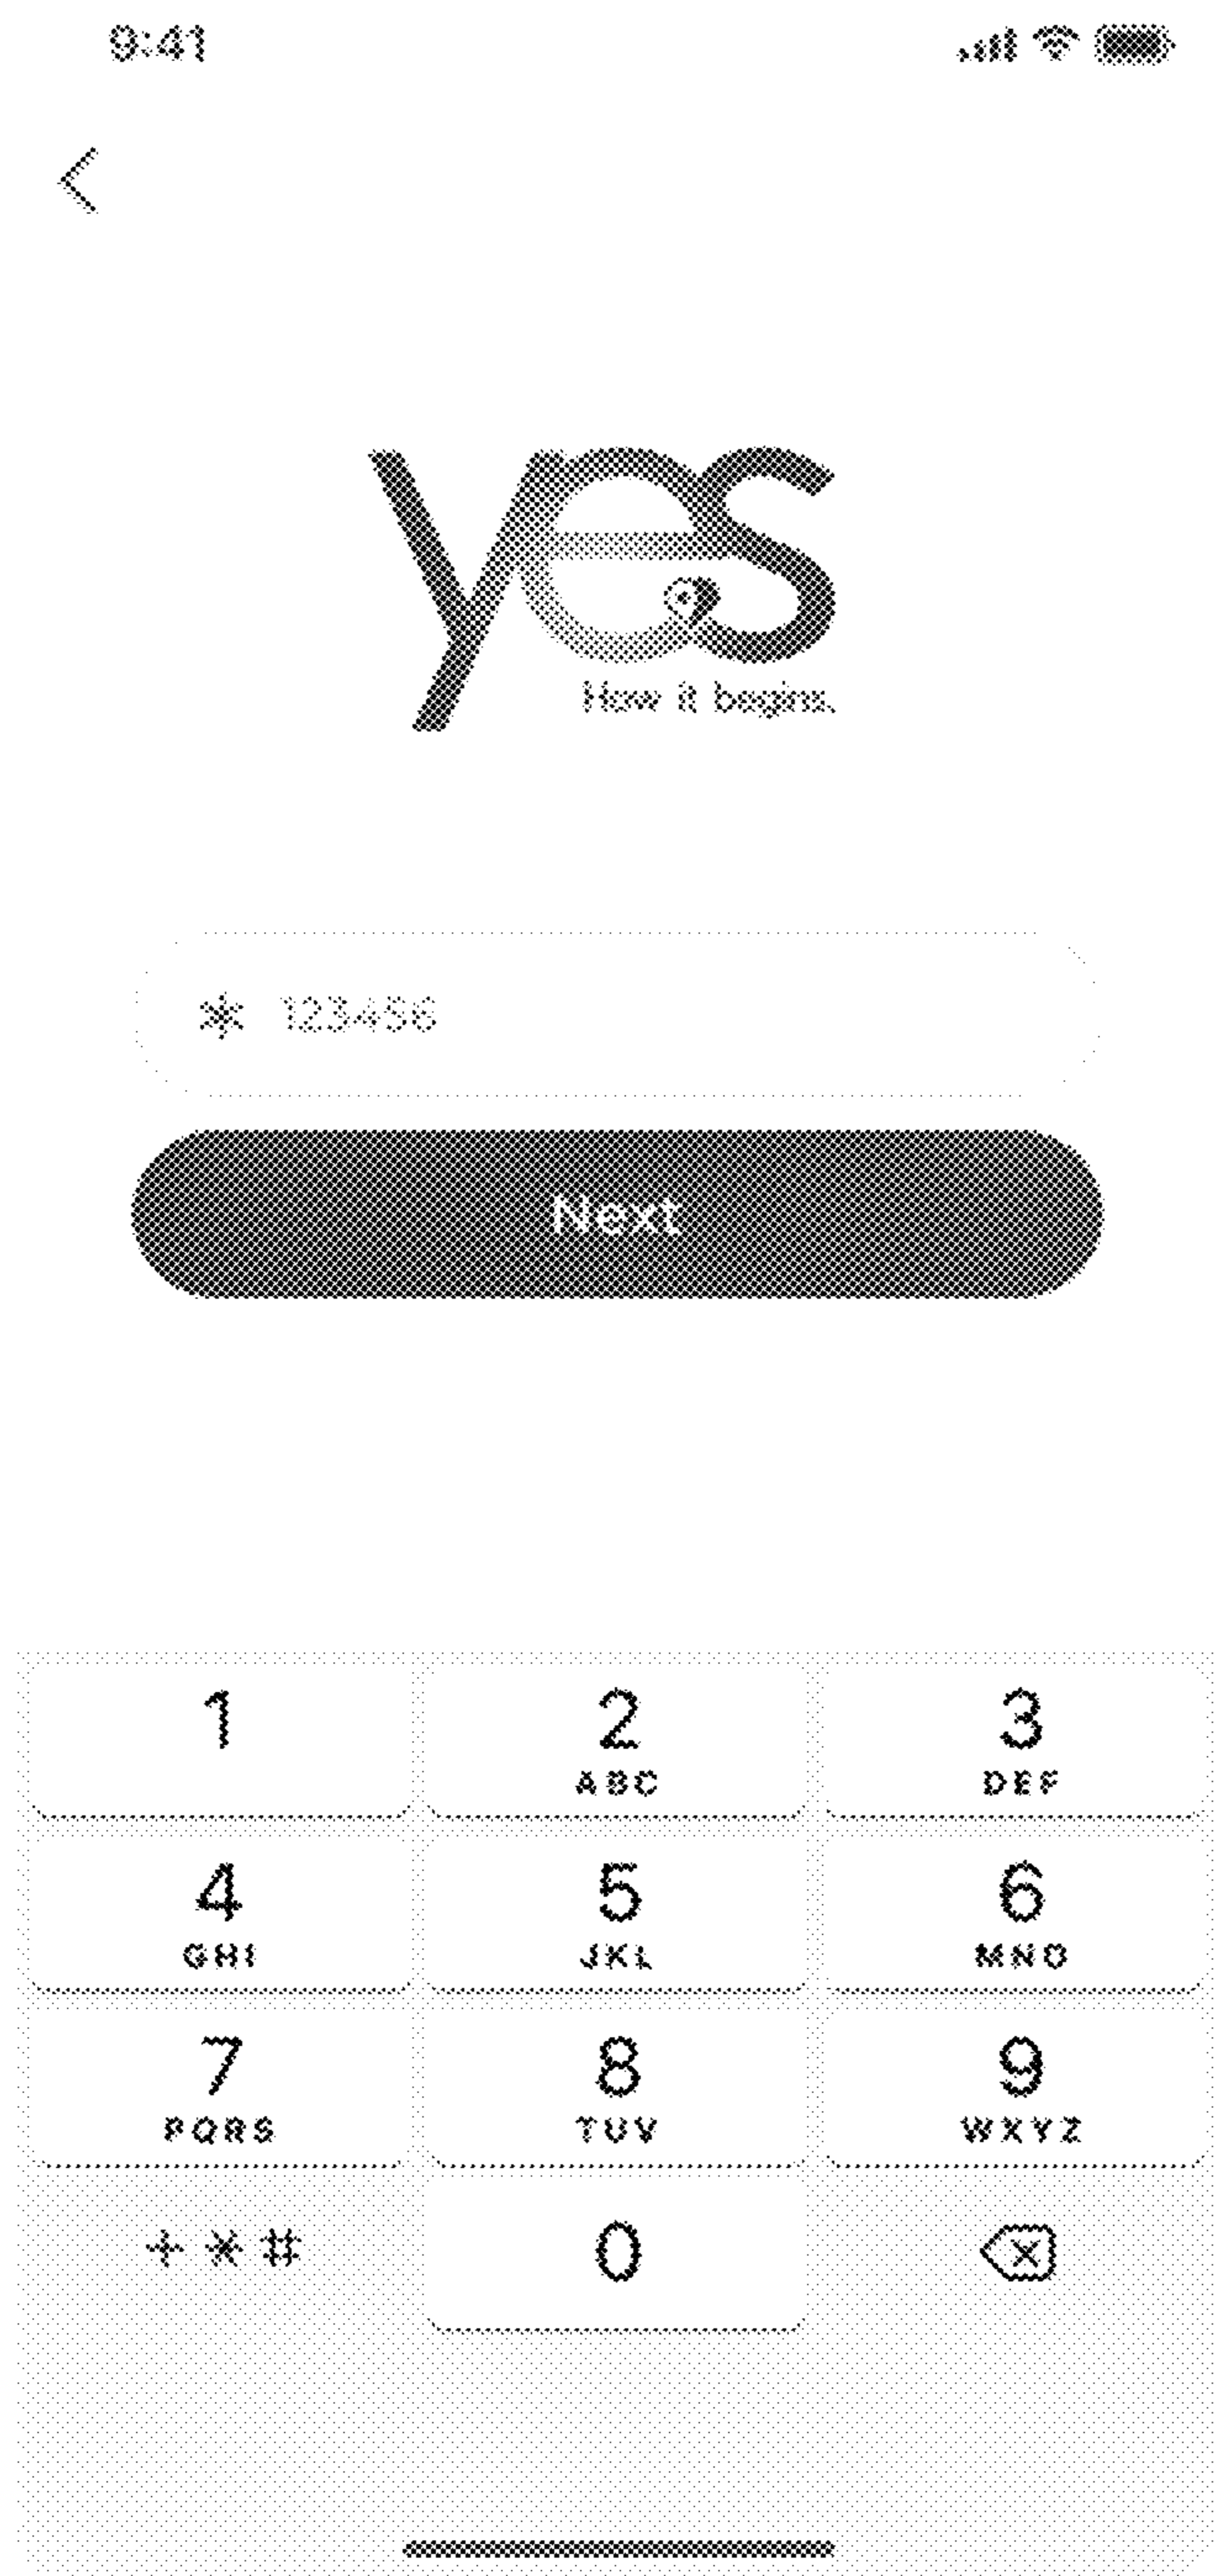 9:41
yes
How it begins.
* 123456
Next
1 2 3
ABC DEF
4 5 6
GHI JKL MNO
7 8 9
PQRS TUV WXYZ
+ * # 0